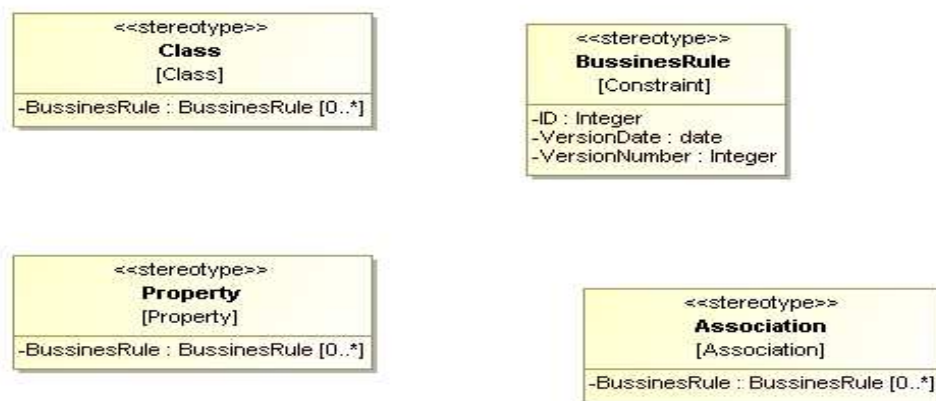 <<stereotype>>
Class
[Class]
-BussinesRule : BussinesRule [0..*]
<<stereotype>>
BussinesRule
[Constraint]
-ID : Integer
-VersionDate : date
-VersionNumber : Integer
<<stereotype>>
Property
[Property]
-BussinesRule : BussinesRule [0..*]
<<stereotype>>
Association
[Association]
-BussinesRule : BussinesRule [0..*]